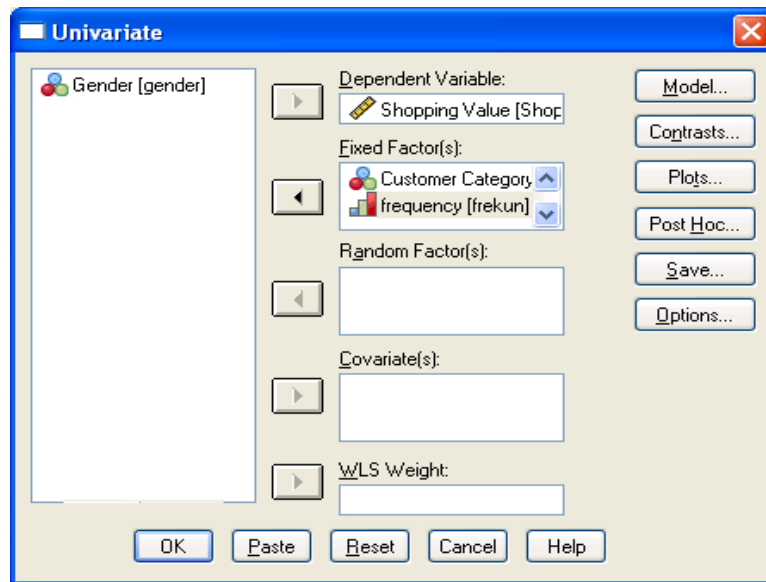 Univariate
Gender [gender]
Dependent Variable:
Shopping Value [Shop
Fixed Factor(s):
Customer Category
frequency [frekun]
Random Factor(s):
Covariate(s):
WLS Weight:
Model...
Contrasts...
Plots...
Post Hoc...
Save...
Options...
OK
Paste
Reset
Cancel
Help